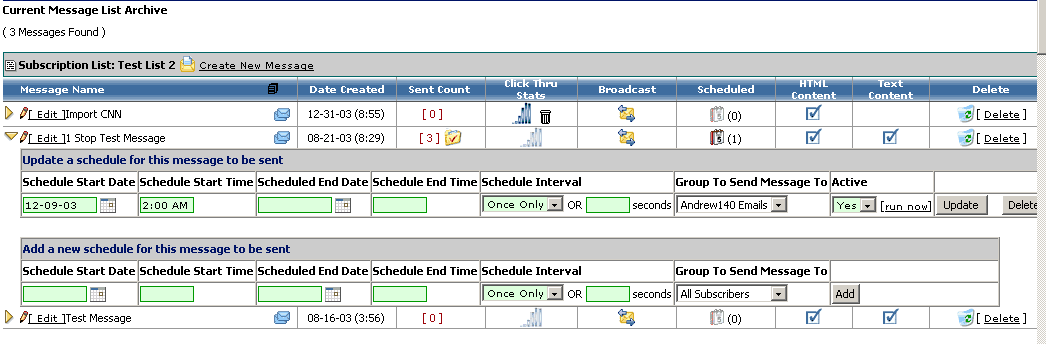 Current Message List Archive
( 3 Messages Found )
Subscription List: Test List 2 Create New Message
Message Name Date Created Sent Count Click Thru Stats Broadcast Scheduled HTML Content Text Content Delete
[ Edit ]Import CNN 12-31-03 (8:55) [ 0 ] (0) [ Delete ]
[ Edit ]1 Stop Test Message 08-21-03 (8:29) [ 3 ] (1) [ Delete ]
Update a schedule for this message to be sent
Schedule Start Date Schedule Start Time Scheduled End Date Schedule End Time Schedule Interval Group To Send Message To Active
12-09-03 2:00 AM Once Only OR seconds Andrew140 Emails Yes [run now] Update Delete
Add a new schedule for this message to be sent
Schedule Start Date Schedule Start Time Scheduled End Date Schedule End Time Schedule Interval Group To Send Message To
Once Only OR seconds All Subscribers Add
[ Edit ]Test Message 08-16-03 (3:56) [ 0 ] (0) [ Delete ]